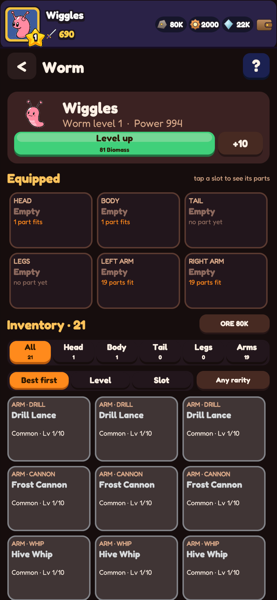 Wiggles
1
690
80K
2000
22K
<
Worm
?
Wiggles
Worm level 1 · Power 994
Level up
81 Biomass
+10
Equipped
tap a slot to see its parts
HEAD
Empty
1 part fits
BODY
Empty
1 part fits
TAIL
Empty
no part yet
LEGS
Empty
no part yet
LEFT ARM
Empty
19 parts fit
RIGHT ARM
Empty
19 parts fit
Inventory · 21
ORE 80K
All
21
Head
1
Body
1
Tail
0
Legs
0
Arms
19
Best first
Level
Slot
Any rarity
ARM · DRILL
Drill Lance
Common · Lv 1/10
ARM · DRILL
Drill Lance
Common · Lv 1/10
ARM · DRILL
Drill Lance
Common · Lv 1/10
ARM · CANNON
Frost Cannon
Common · Lv 1/10
ARM · CANNON
Frost Cannon
Common · Lv 1/10
ARM · CANNON
Frost Cannon
Common · Lv 1/10
ARM · WHIP
Hive Whip
Common · Lv 1/10
ARM · WHIP
Hive Whip
Common · Lv 1/10
ARM · WHIP
Hive Whip
Common · Lv 1/10